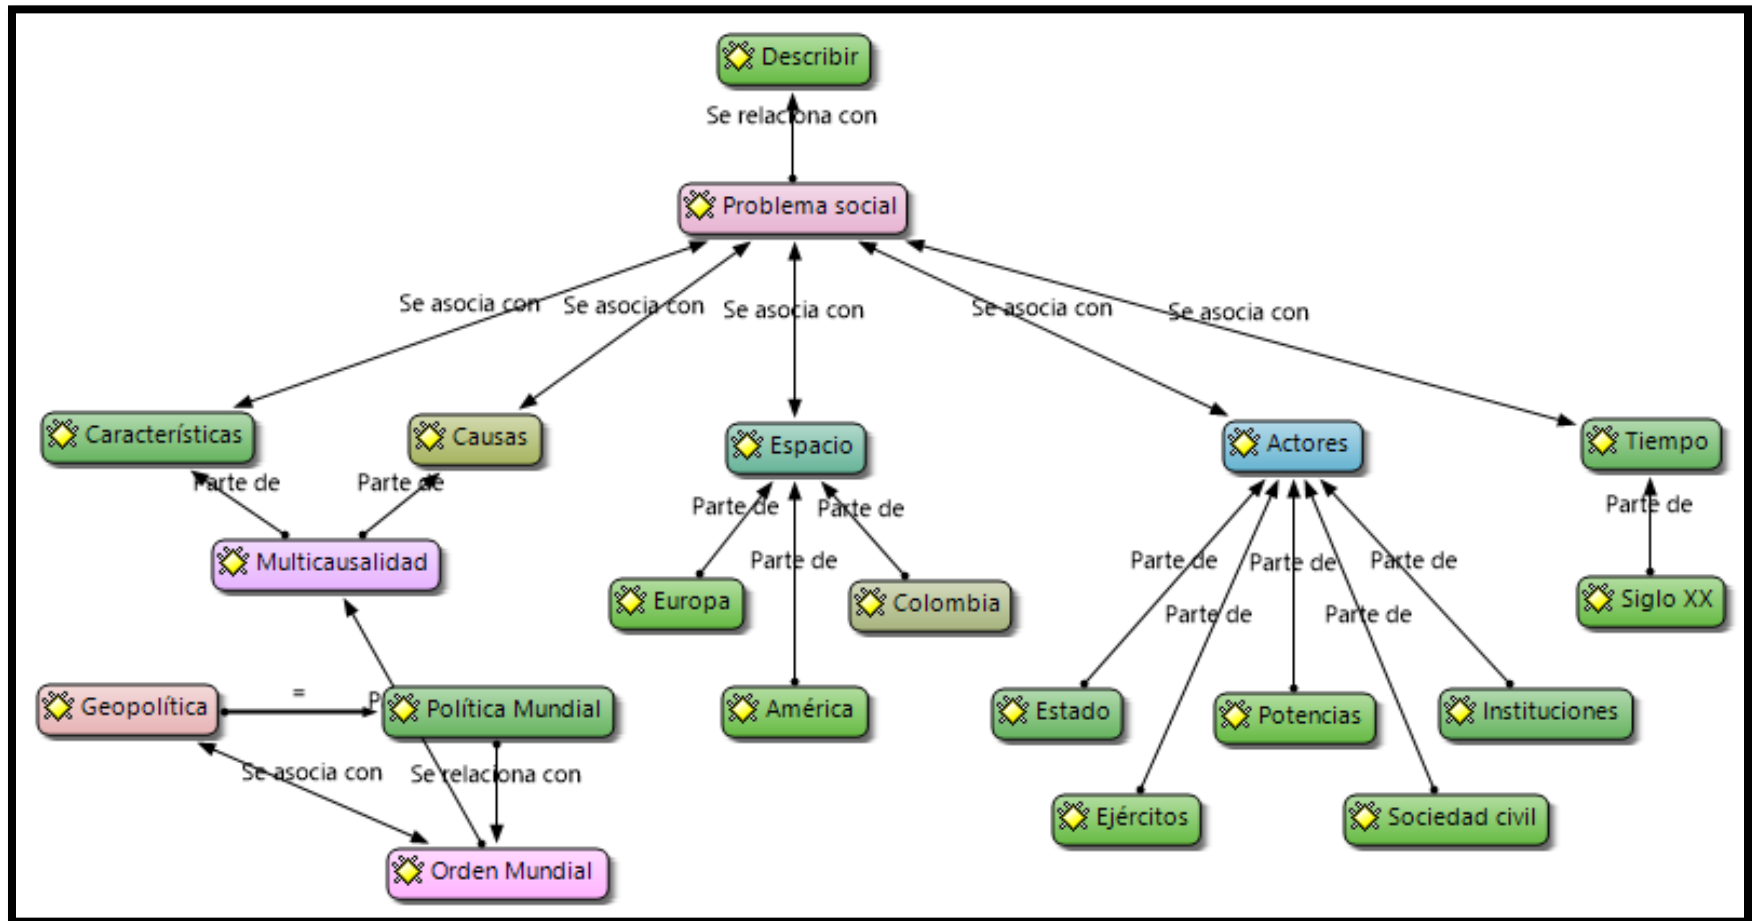 Describir
Se relaciona con
Problema social
Se asocia con
Se asocia con
Se asocia con
Se asocia con
Se asocia con
Características
Causas
Espacio
Actores
Tiempo
Parte de
Parte de
Parte de
Parte de
Parte de
Multicausalidad
Parte de
Parte de
Parte de
Parte de
Europa
Colombia
Siglo XX
Parte de
Parte de
Geopolítica
=
Política Mundial
América
Estado
Potencias
Instituciones
Se asocia con
Se relaciona con
Ejércitos
Sociedad civil
Orden Mundial